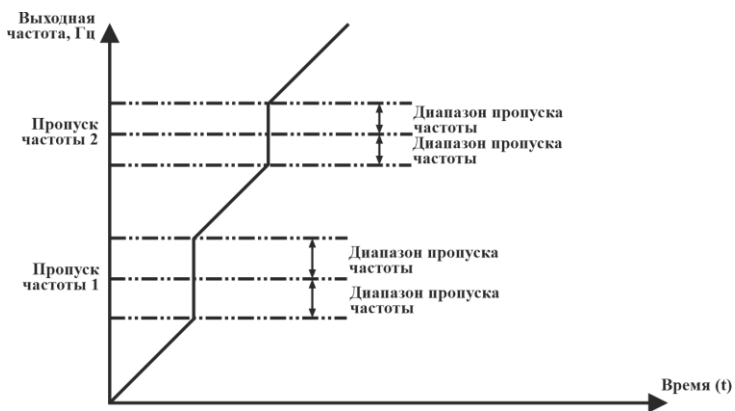 Выходная
частота, Гц
Диапазон пропуска
частоты
Пропуск
частоты 2
Диапазон пропуска
частоты
Диапазон пропуска
частоты
Пропуск
частоты 1
Диапазон пропуска
частоты
Время (t)